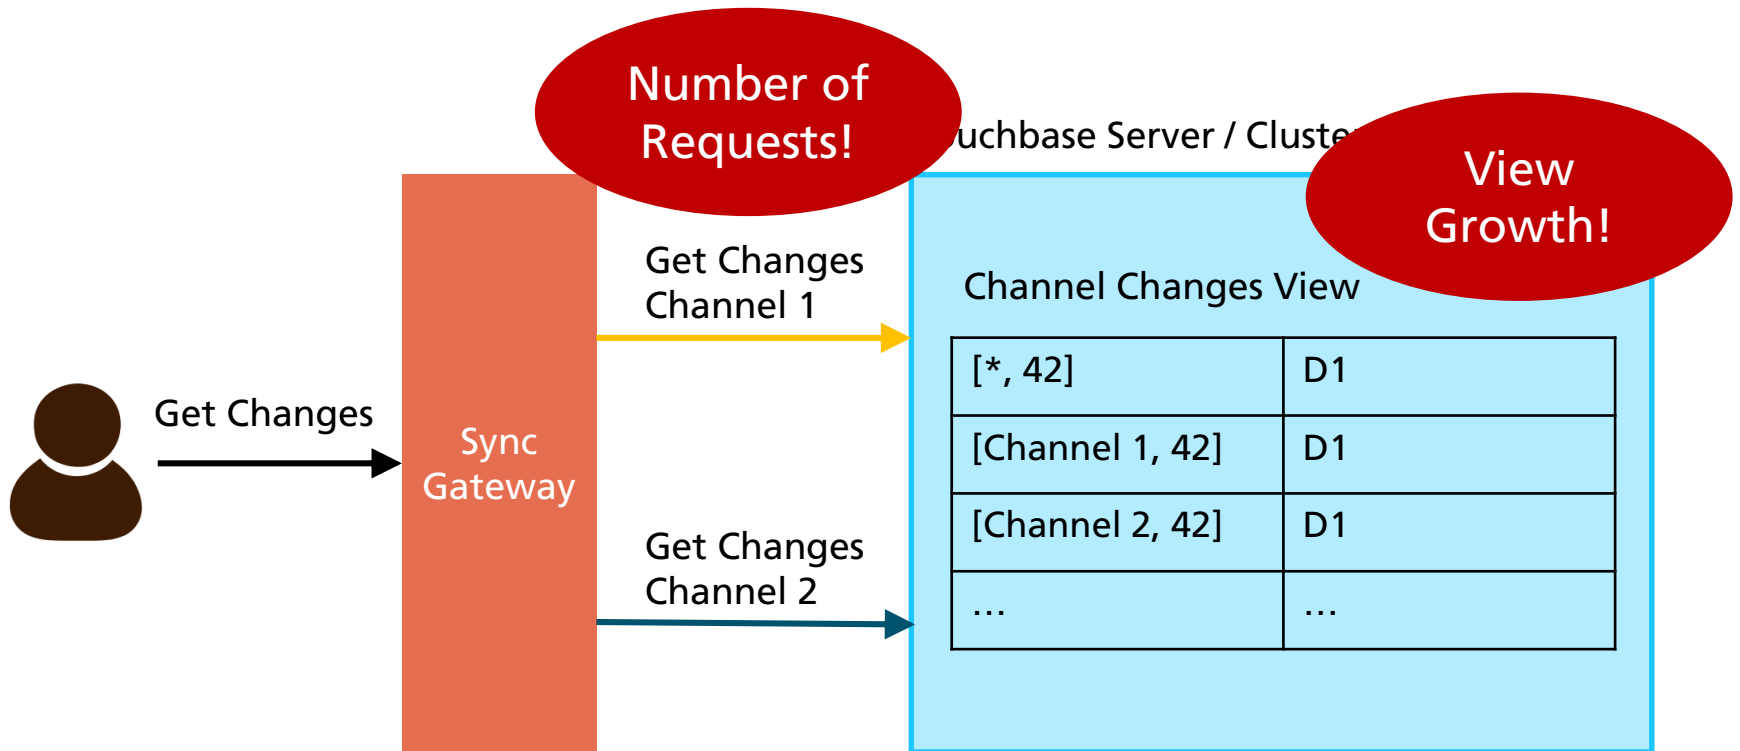 Number of
Requests!
uchbase Server / Cluste
View
Growth!
Get Changes
Channel 1
Channel Changes View
[*, 42] D1
[Channel 1, 42] D1
[Channel 2, 42] D1
… …
Get Changes
Sync
Gateway
Get Changes
Channel 2